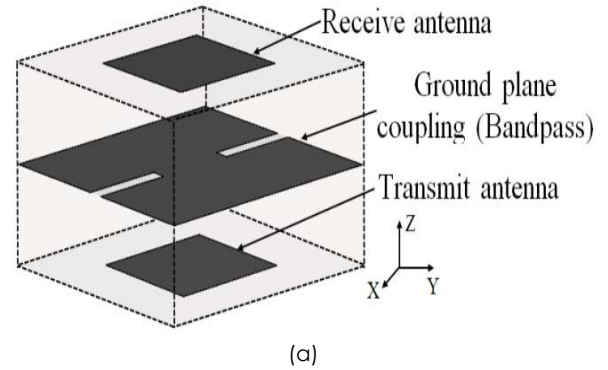 Receive antenna
Ground plane
coupling (Bandpass)
Transmit antenna
Z
X
Y
(a)